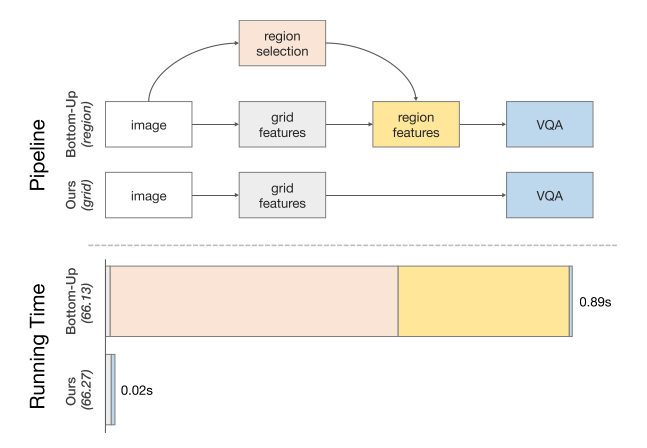 region
selection
Pipeline
Bottom-Up
(region)
image
grid
features
region
features
VQA
Ours
(grid)
image
grid
features
VQA
Running Time
Bottom-Up
(66.13)
0.89s
Ours
(66.27)
0.02s